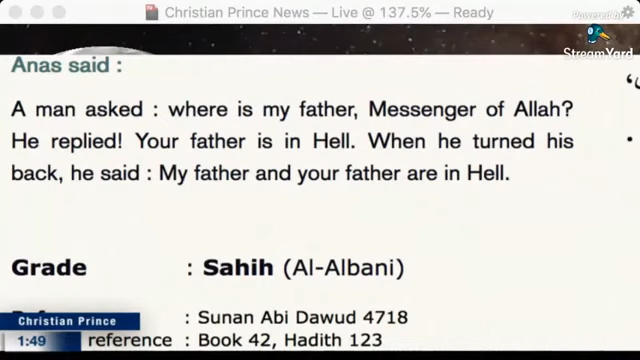 Christian Prince News — Live @ 137.5% — Ready
Powered by
StreamYard
Anas said :
A man asked : where is my father, Messenger of Allah?
He replied! Your father is in Hell. When he turned his
back, he said : My father and your father are in Hell.
Grade : Sahih (Al-Albani)
: Sunan Abi Dawud 4718
Christian Prince
1:49
reference : Book 42, Hadith 123